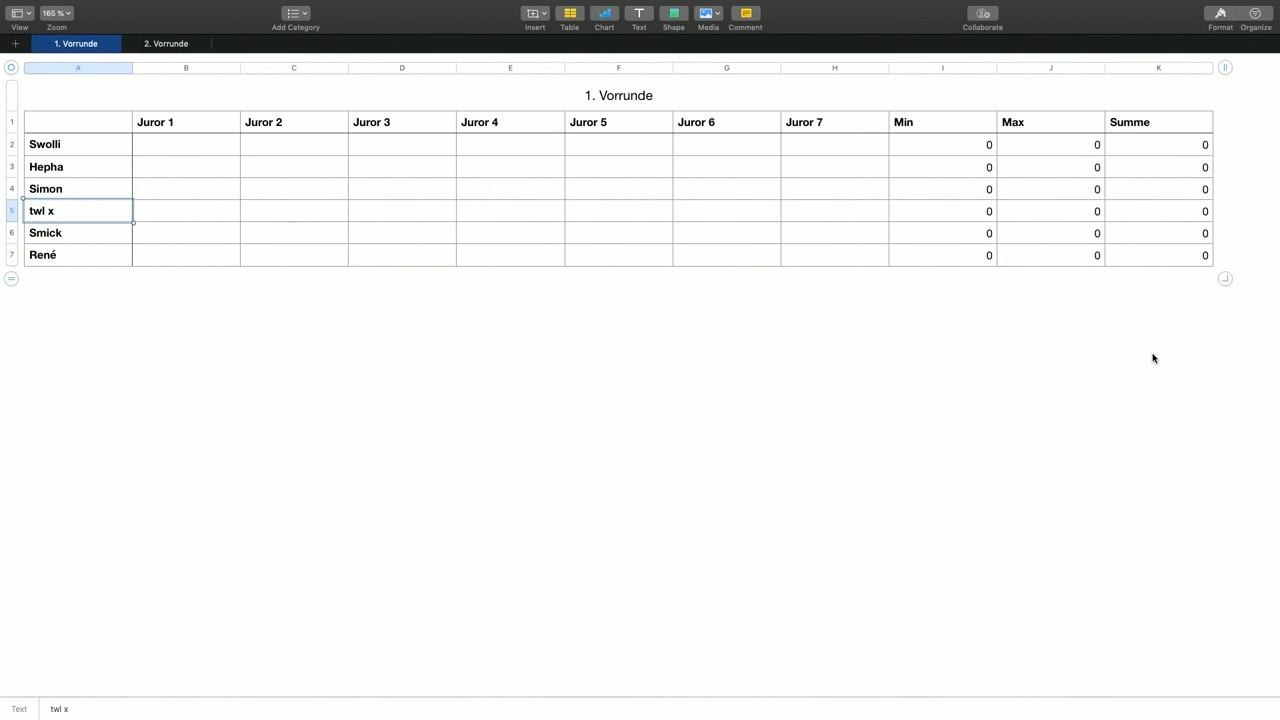 165 %
View Zoom Add Category Insert Table Chart Text Shape Media Comment Collaborate Format Organize
1. Vorrunde 2. Vorrunde
A B C D E F G H I J K
1. Vorrunde
1 Juror 1 Juror 2 Juror 3 Juror 4 Juror 5 Juror 6 Juror 7 Min Max Summe
2 Swolli 0 0 0
3 Hepha 0 0 0
4 Simon 0 0 0
5 twl x 0 0 0
6 Smick 0 0 0
7 René 0 0 0
Text twl x